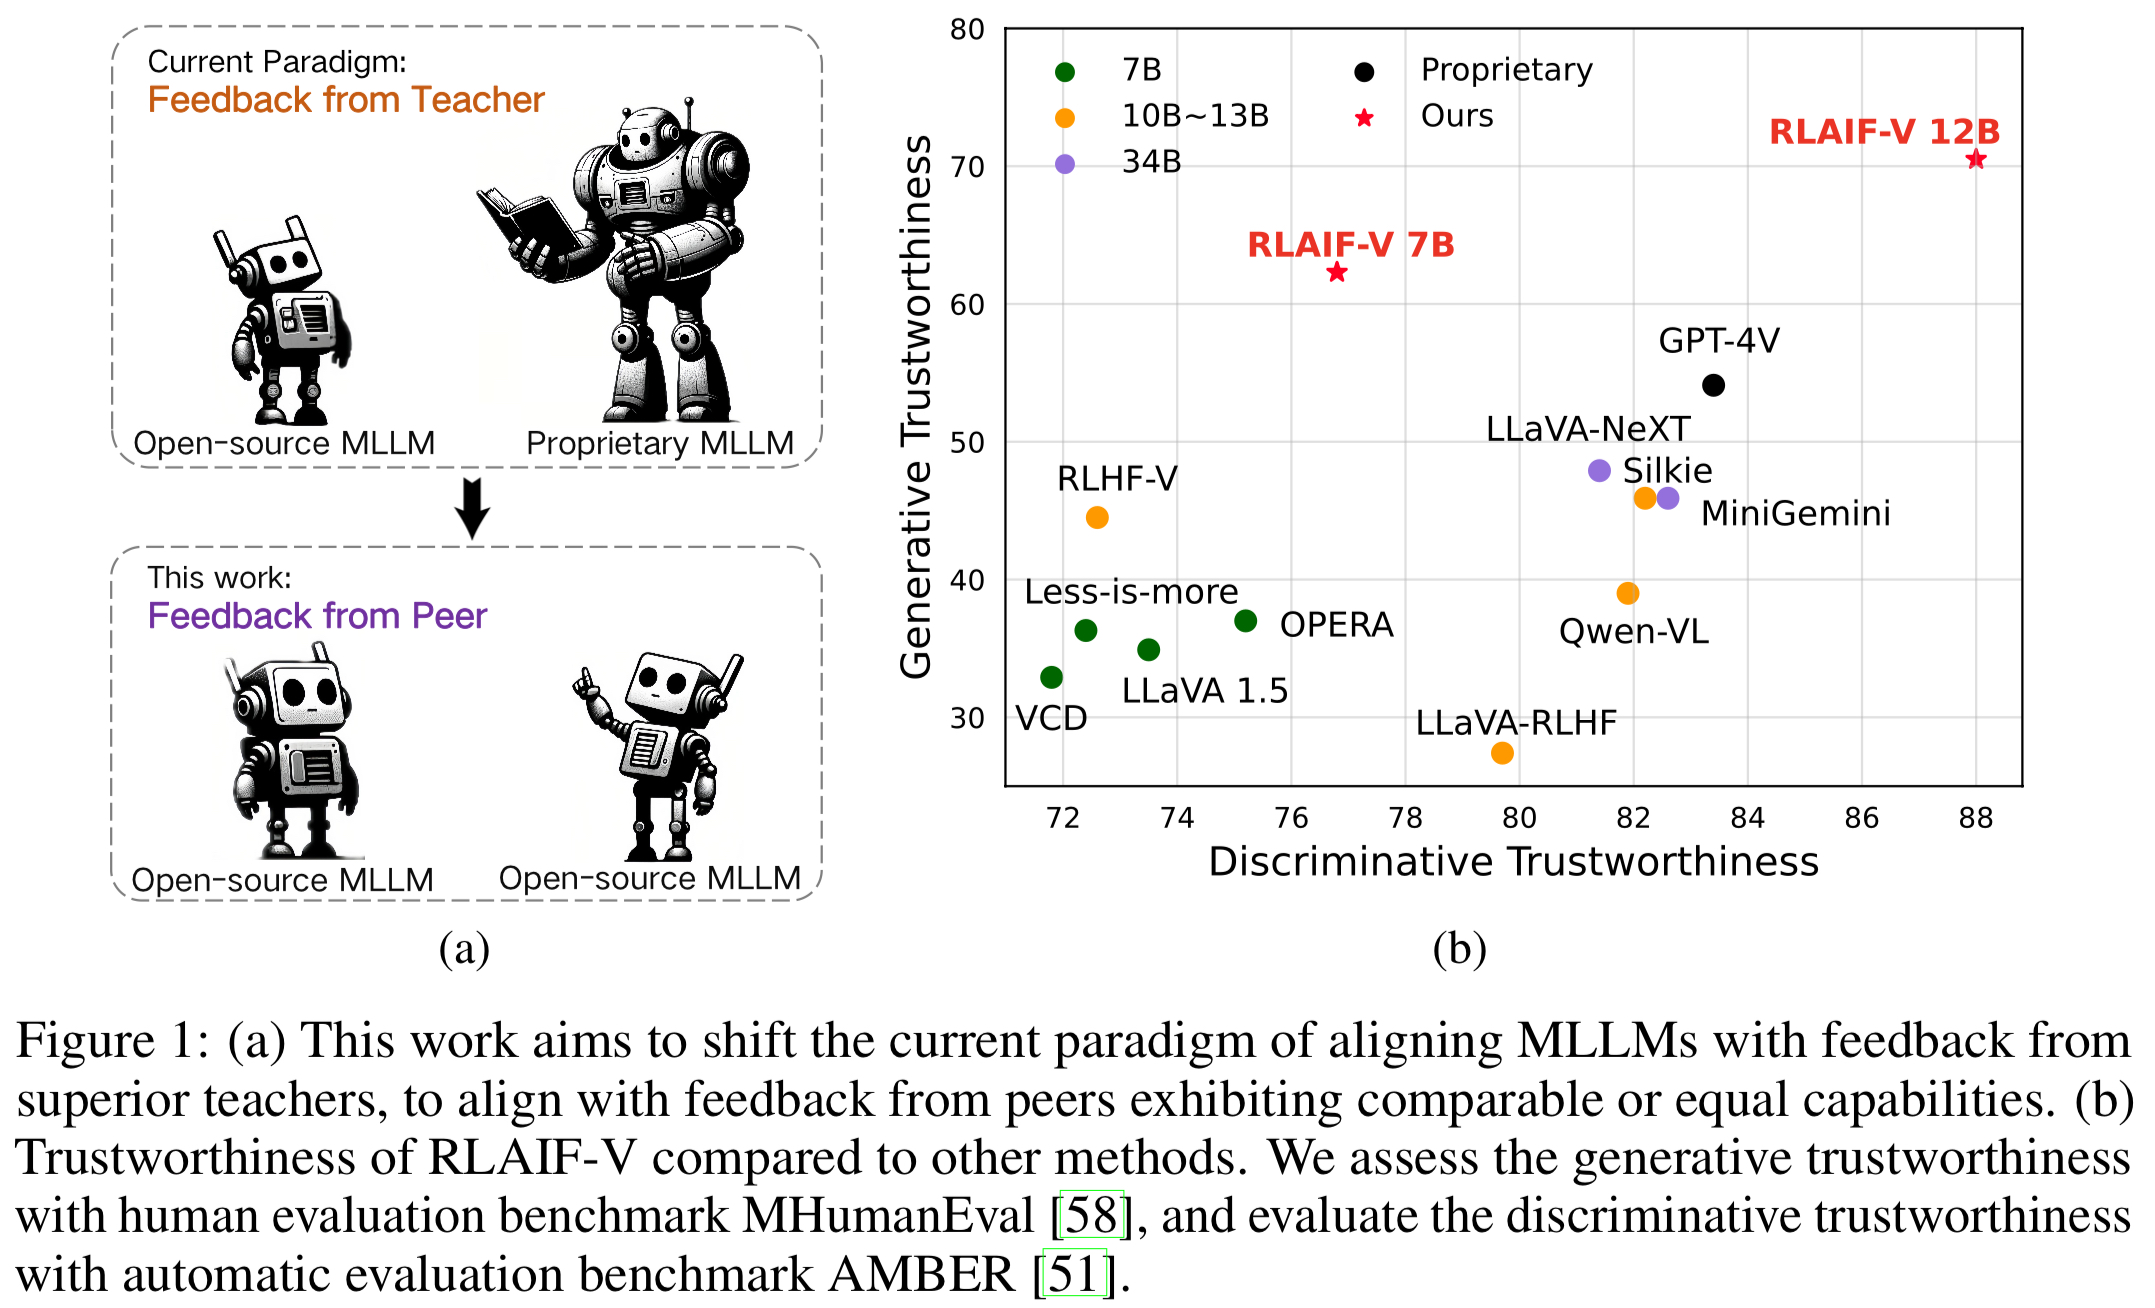 Current Paradigm:
Feedback from Teacher
Open-source MLLM
Proprietary MLLM
This work:
Feedback from Peer
Open-source MLLM
Open-source MLLM
(a)
80
70
60
50
40
30
Generative Trustworthiness
7B
10B~13B
34B
Proprietary
Ours
RLAIF-V 12B
RLAIF-V 7B
GPT-4V
LLaVA-NeXT
Silkie
MiniGemini
RLHF-V
Less-is-more
OPERA
Qwen-VL
LLaVA 1.5
VCD
LLaVA-RLHF
72 74 76 78 80 82 84 86 88
Discriminative Trustworthiness
(b)
Figure 1: (a) This work aims to shift the current paradigm of aligning MLLMs with feedback from
superior teachers, to align with feedback from peers exhibiting comparable or equal capabilities. (b)
Trustworthiness of RLAIF-V compared to other methods. We assess the generative trustworthiness
with human evaluation benchmark MHumanEval [58], and evaluate the discriminative trustworthiness
with automatic evaluation benchmark AMBER [51].